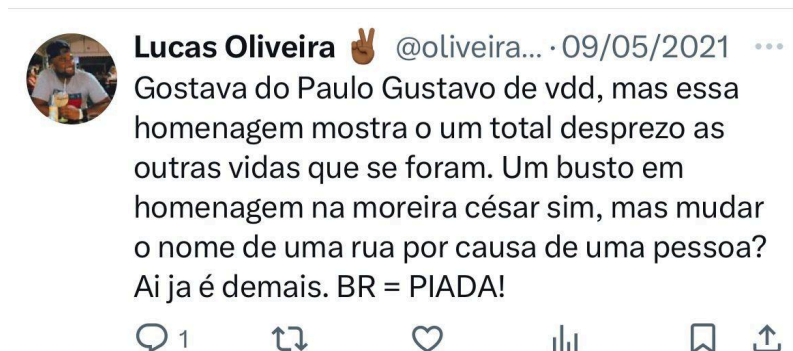 Lucas Oliveira ✌🏾 @oliveira... · 09/05/2021 ...
Gostava do Paulo Gustavo de vdd, mas essa
homenagem mostra o um total desprezo as
outras vidas que se foram. Um busto em
homenagem na moreira césar sim, mas mudar
o nome de uma rua por causa de uma pessoa?
Ai ja é demais. BR = PIADA!
1